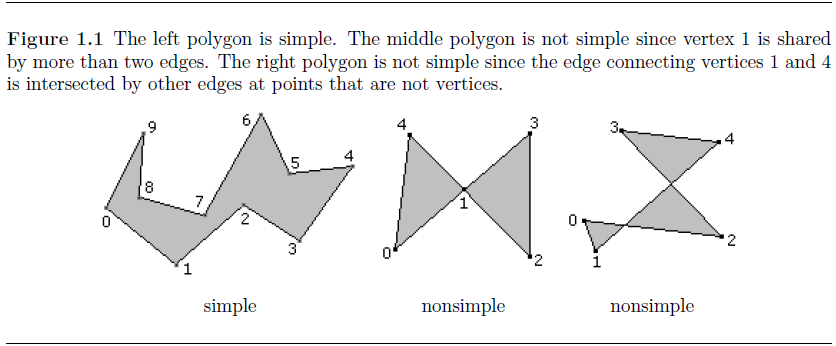 Figure 1.1 The left polygon is simple. The middle polygon is not simple since vertex 1 is shared
by more than two edges. The right polygon is not simple since the edge connecting vertices 1 and 4
is intersected by other edges at points that are not vertices.
0 1 2 3 4 5 6 7 8 9
0 1 2 3 4
0 1 2 3 4
simple nonsimple nonsimple